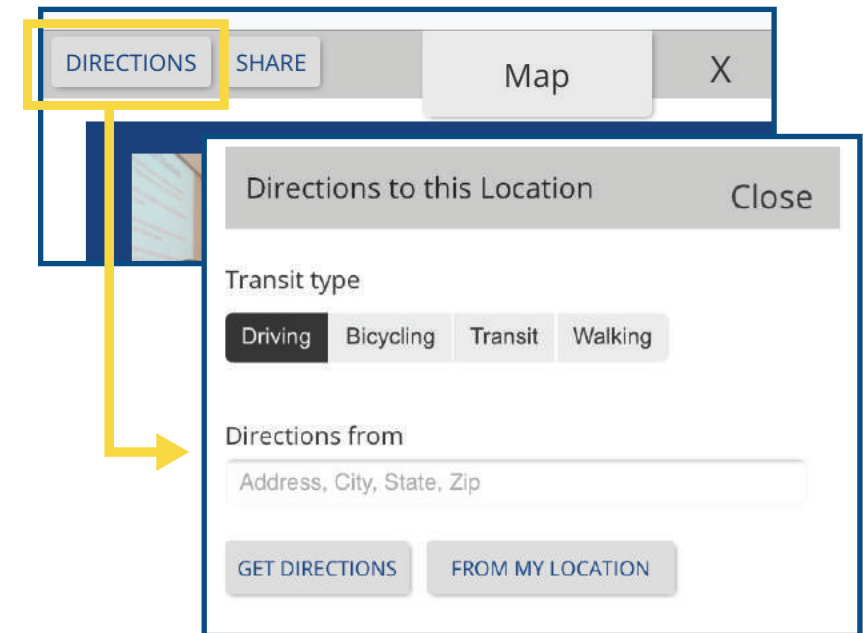 DIRECTIONS SHARE Map X
Directions to this Location Close
Transit type
Driving Bicycling Transit Walking
Directions from
Address, City, State, Zip
GET DIRECTIONS FROM MY LOCATION